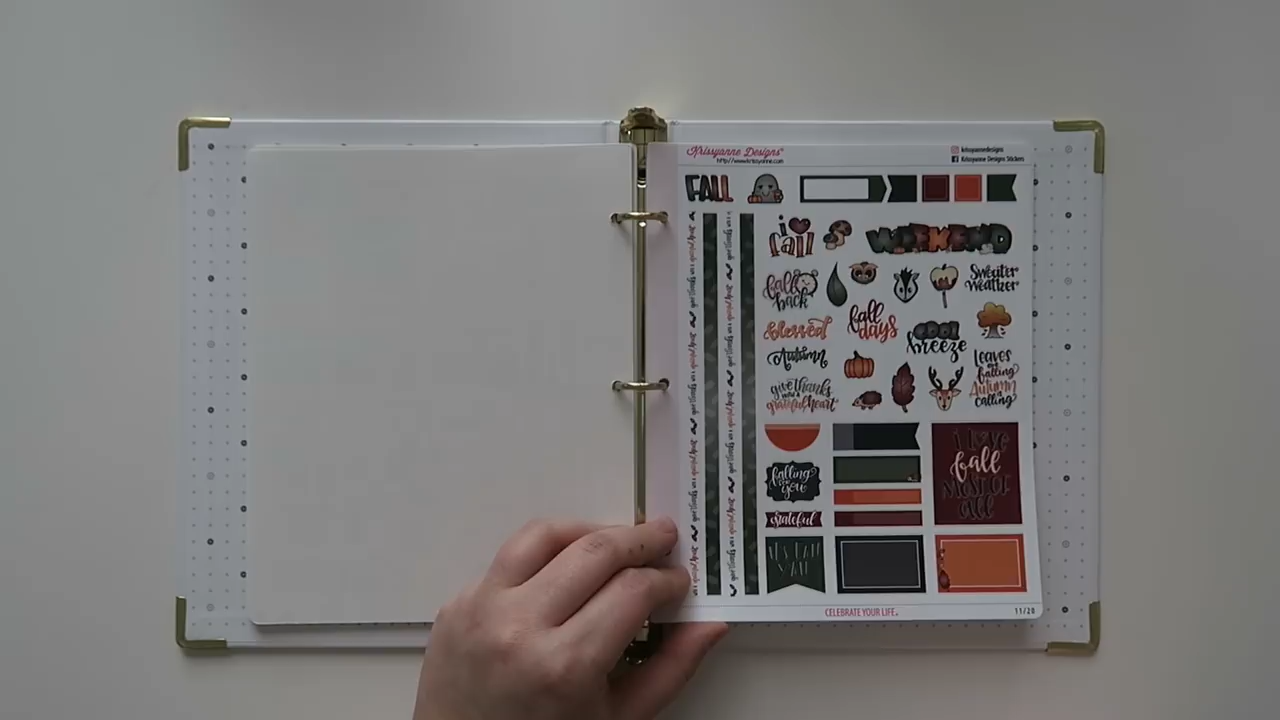 Krissyanne Designs®
http://www.krissyanne.com
krissyannedesigns
Krissyanne Designs Stickers
FALL
i
fall
WEEKEND
fall
back
Sweater
weather
blessed
fall
days
COOL
breeze
Autumn
Leaves
are
falling
Autumn
is
calling
give thanks
with a
grateful heart
i love
fall
MOST OF
all
falling
for
you
grateful
IT'S FALL
Y'ALL
CELEBRATE YOUR LIFE.
11/20